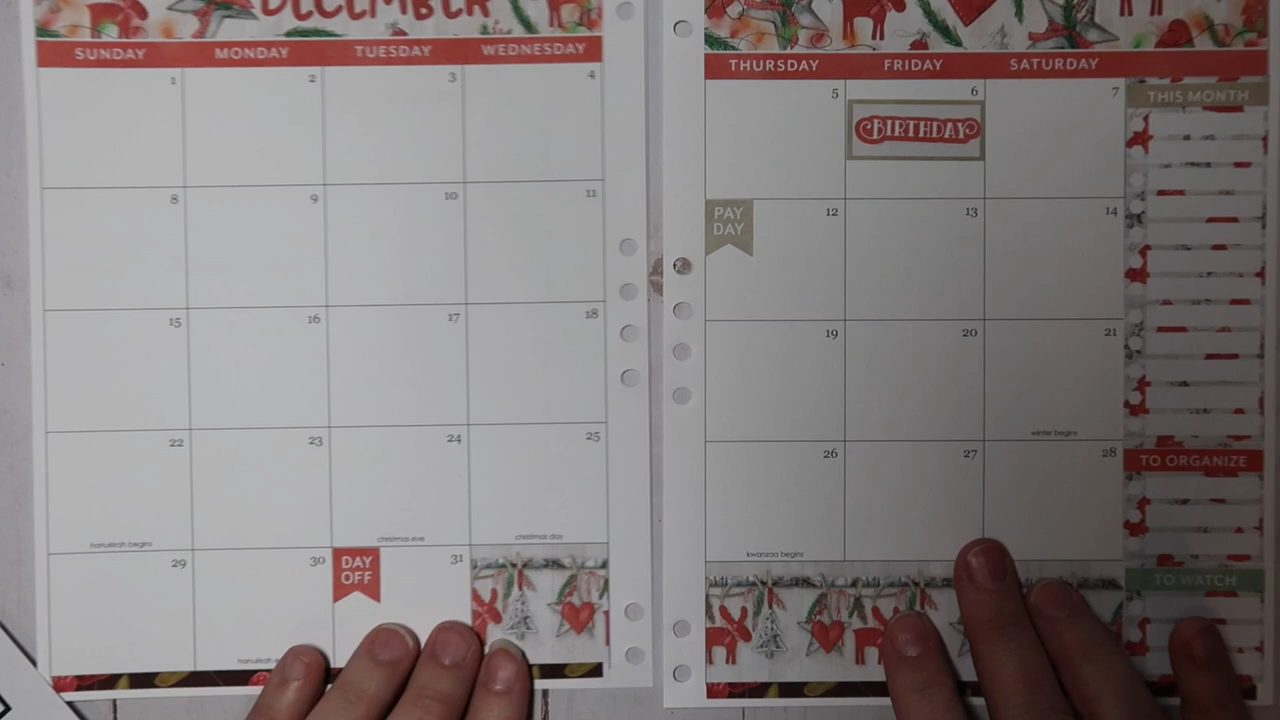 DECEMBER
SUNDAY MONDAY TUESDAY WEDNESDAY THURSDAY FRIDAY SATURDAY
THIS MONTH
1 2 3 4 5 6 7
BIRTHDAY
8 9 10 11 12 13 14
PAY
DAY
15 16 17 18 19 20 21
winter begins
22 23 24 25 26 27 28
TO ORGANIZE
hanukkah begins christmas eve christmas day kwanzaa begins
29 30 31
DAY
OFF
TO WATCH
hanukkah